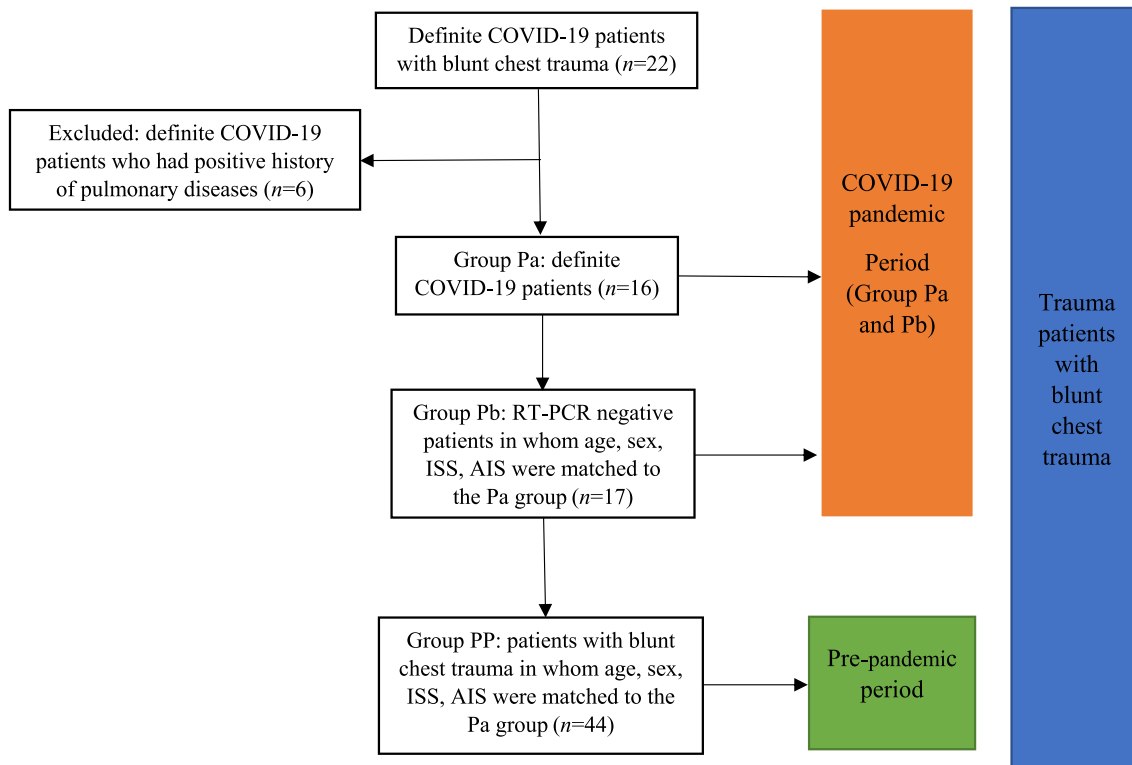 Definite COVID-19 patients
with blunt chest trauma (n=22)
Excluded: definite COVID-19
patients who had positive history
of pulmonary diseases (n=6)
Group Pa: definite
COVID-19 patients (n=16)
Group Pb: RT-PCR negative
patients in whom age, sex,
ISS, AIS were matched to
the Pa group (n=17)
Group PP: patients with blunt
chest trauma in whom age, sex,
ISS, AIS were matched to the
Pa group (n=44)
COVID-19
pandemic
Period
(Group Pa
and Pb)
Pre-pandemic
period
Trauma
patients
with
blunt
chest
trauma